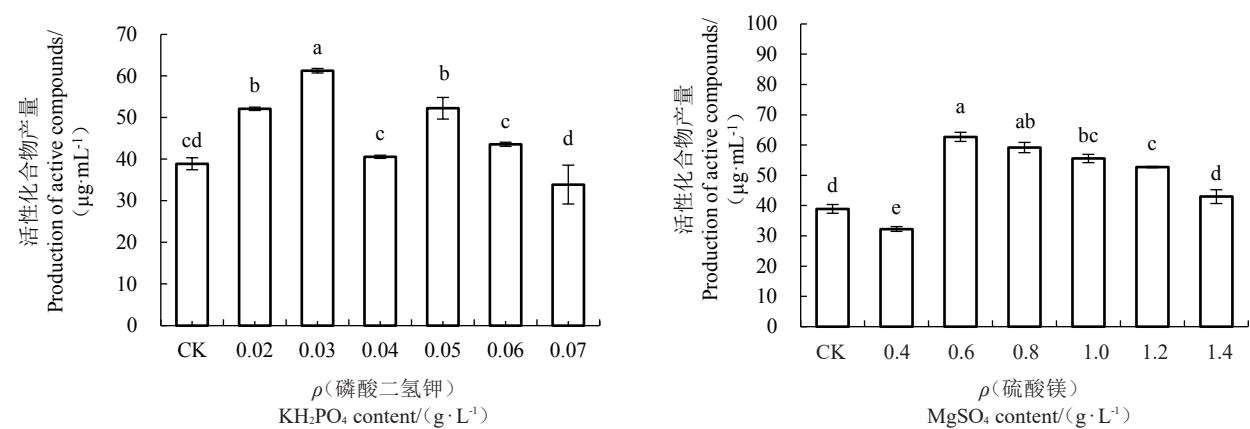 活性化合物产量
Production of active compounds/
（μg·mL⁻¹）
70
60
50
40
30
20
10
0
cd
b
a
c
b
c
d
CK
0.02
0.03
0.04
0.05
0.06
0.07
ρ（磷酸二氢钾）
KH₂PO₄ content/（g·L⁻¹）
活性化合物产量
Production of active compounds/
（μg·mL⁻¹）
100
90
80
70
60
50
40
30
20
10
0
d
e
a
ab
bc
c
d
CK
0.4
0.6
0.8
1.0
1.2
1.4
ρ（硫酸镁）
MgSO₄ content/（g·L⁻¹）